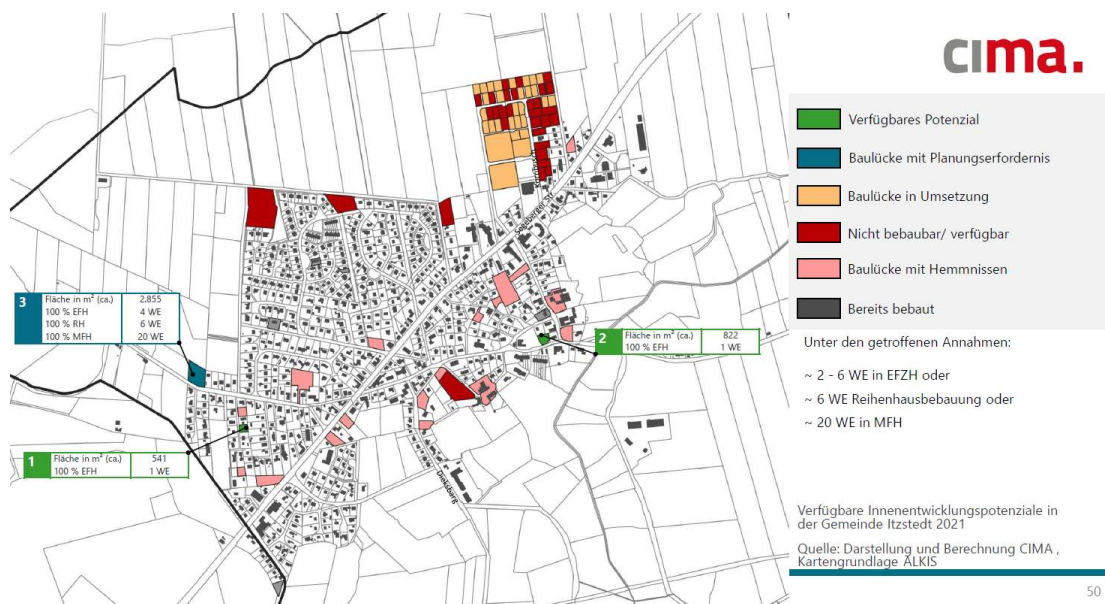 cima.
Verfügbares Potenzial
Baulücke mit Planungserfordernis
Baulücke in Umsetzung
Nicht bebaubar/ verfügbar
Baulücke mit Hemmnissen
Bereits bebaut
3
Fläche in m² (ca.) 2.855
100 % EFH 4 WE
100 % RH 6 WE
100 % MFH 20 WE
2
Fläche in m² (ca.) 822
100 % EFH 1 WE
1
Fläche in m² (ca.) 541
100 % EFH 1 WE
Unter den getroffenen Annahmen:
~ 2 - 6 WE in EFZH oder
~ 6 WE Reihenhausbebauung oder
~ 20 WE in MFH
Verfügbare Innenentwicklungspotenziale in
der Gemeinde Itzstedt 2021
Quelle: Darstellung und Berechnung CIMA ,
Kartengrundlage ALKIS
50